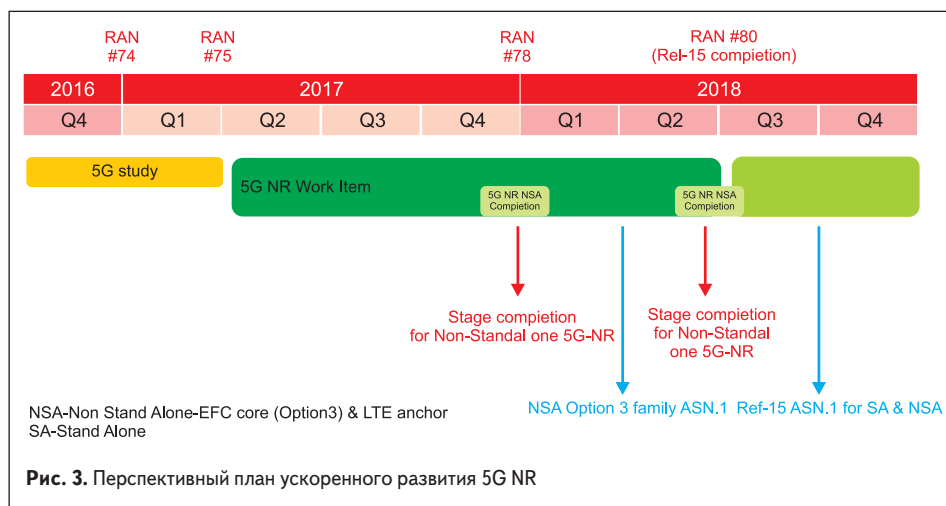 RAN
#74
RAN
#75
RAN
#78
RAN #80
(Rel-15 compietion)
2016
2017
2018
Q4
Q1
Q2
Q3
Q4
Q1
Q2
Q3
Q4
5G study
5G NR Work Item
5G NR NSA
Compietion
5G NR NSA
Compietion
Stage compietion
for Non-Standal one 5G-NR
Stage compietion
for Non-Standal
one 5G-NR
NSA Option 3 family ASN.1
Ref-15 ASN.1 for SA & NSA
NSA-Non Stand Alone-EFC core (Option3) & LTE anchor
SA-Stand Alone
Рис. 3. Перспективный план ускоренного развития 5G NR